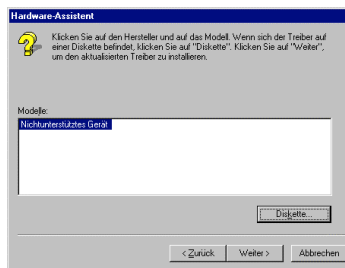 Hardware-Assistent
Klicken Sie auf den Hersteller und auf das Modell. Wenn sich der Treiber auf
einer Diskette befindet, klicken Sie auf "Diskette". Klicken Sie auf "Weiter",
um den aktualisierten Treiber zu installieren.
Modelle:
Nichtunterstütztes Gerät
Diskette...
< Zurück
Weiter >
Abbrechen